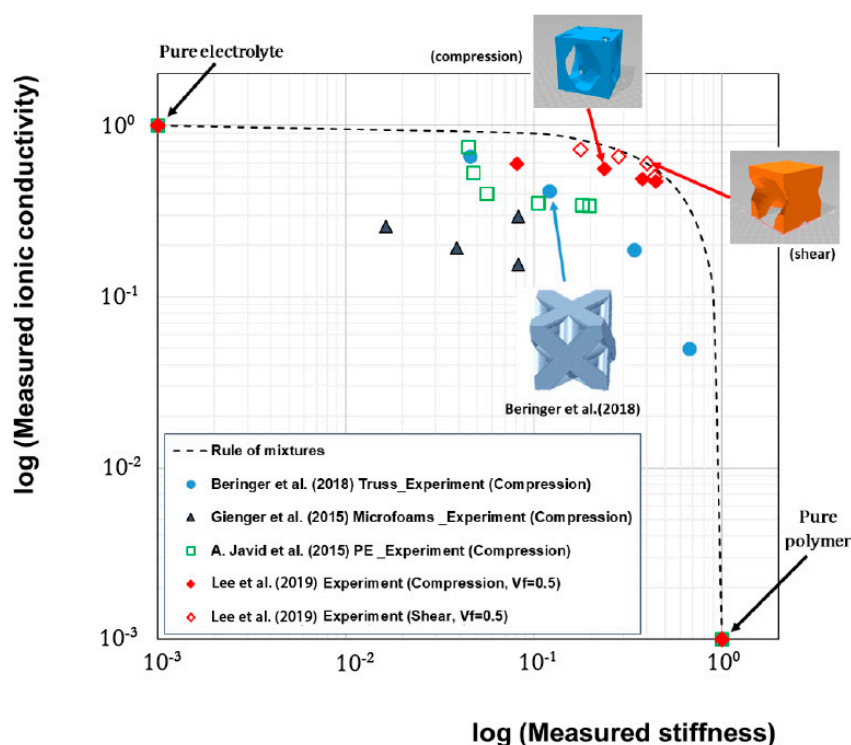 Pure electrolyte
(compression)
10⁰
(shear)
10⁻¹
Beringer et al.(2018)
log (Measured ionic conductivity)
10⁻²
Rule of mixtures
Beringer et al. (2018) Truss_Experiment (Compression)
Gienger et al. (2015) Microfoams _Experiment (Compression)
A. Javid et al. (2015) PE _Experiment (Compression)
Lee et al. (2019) Experiment (Compression, Vf=0.5)
Lee et al. (2019) Experiment (Shear, Vf=0.5)
Pure
polymer
10⁻³
10⁻³ 10⁻² 10⁻¹ 10⁰
log (Measured stiffness)